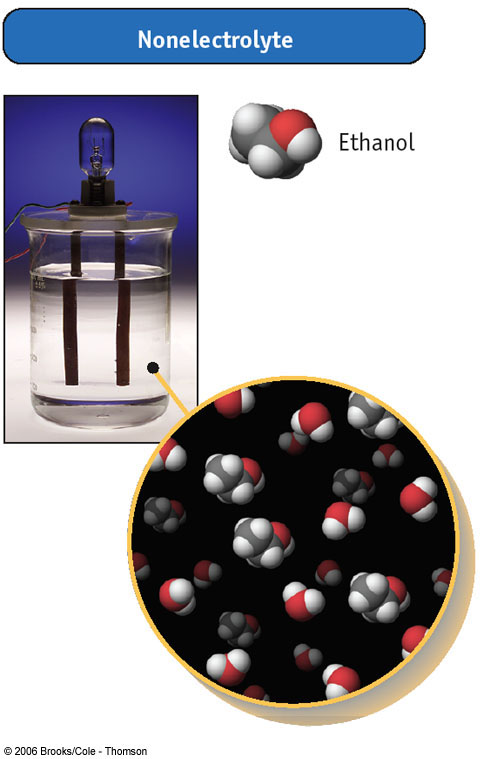 Nonelectrolyte
Ethanol
© 2006 Brooks/Cole - Thomson